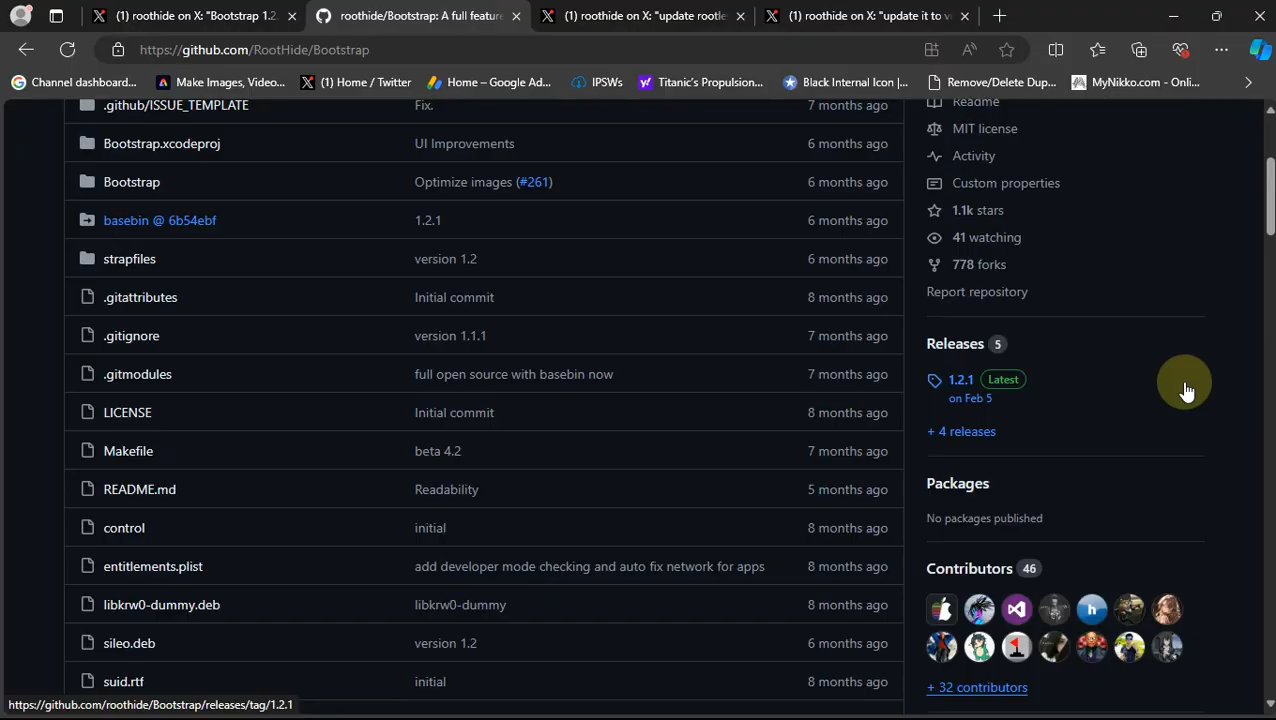 (1) roothide on X: "Bootstrap 1.2.
roothide/Bootstrap: A full feature
(1) roothide on X: "update rootle
(1) roothide on X: "update it to v
https://github.com/RootHide/Bootstrap
Channel dashboard...
Make Images, Video...
(1) Home / Twitter
Home – Google Ad...
IPSWs
Titanic's Propulsion...
Black Internal Icon |...
Remove/Delete Dup...
MyNikko.com - Onli...
.github/ISSUE_TEMPLATE Fix. 7 months ago
Bootstrap.xcodeproj UI Improvements 6 months ago
Bootstrap Optimize images (#261) 6 months ago
basebin @ 6b54ebf 1.2.1 6 months ago
strapfiles version 1.2 6 months ago
.gitattributes Initial commit 8 months ago
.gitignore version 1.1.1 7 months ago
.gitmodules full open source with basebin now 7 months ago
LICENSE Initial commit 8 months ago
Makefile beta 4.2 7 months ago
README.md Readability 5 months ago
control initial 8 months ago
entitlements.plist add developer mode checking and auto fix network for apps 8 months ago
libkrw0-dummy.deb libkrw0-dummy 8 months ago
sileo.deb version 1.2 6 months ago
suid.rtf initial 8 months ago
Readme
MIT license
Activity
Custom properties
1.1k stars
41 watching
778 forks
Report repository
Releases 5
1.2.1 Latest
on Feb 5
+ 4 releases
Packages
No packages published
Contributors 46
+ 32 contributors
https://github.com/roothide/Bootstrap/releases/tag/1.2.1